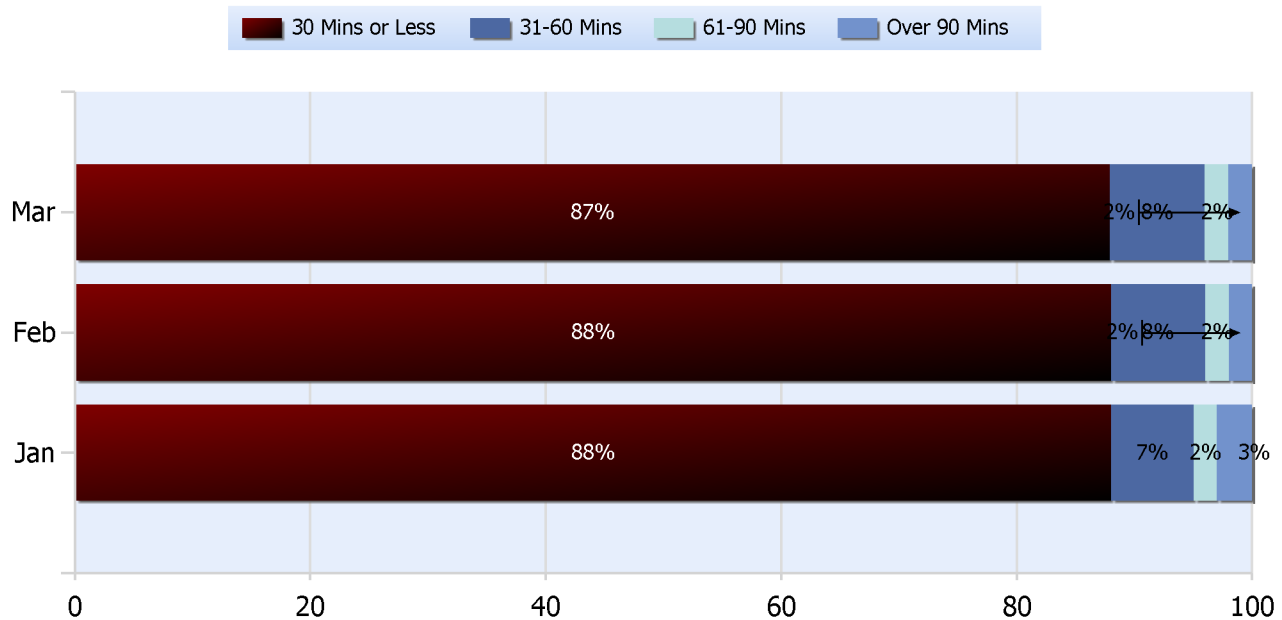 30 Mins or Less 31-60 Mins 61-90 Mins Over 90 Mins
Mar 87% 2% 8% 2%
Feb 88% 2% 8% 2%
Jan 88% 7% 2% 3%
0 20 40 60 80 100